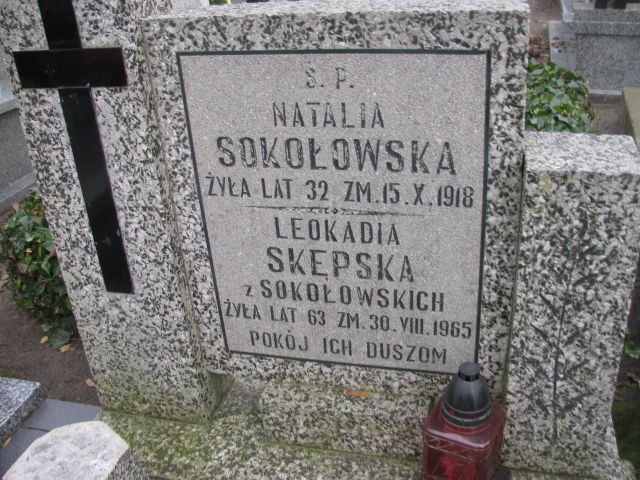 Ś. P.
NATALIA
SOKOŁOWSKA
ŻYŁA LAT 32 ZM. 15. X. 1918
LEOKADIA
SKĘPSKA
z SOKOŁOWSKICH
ŻYŁA LAT 63 ZM. 30. VIII. 1965
POKÓJ ICH DUSZOM